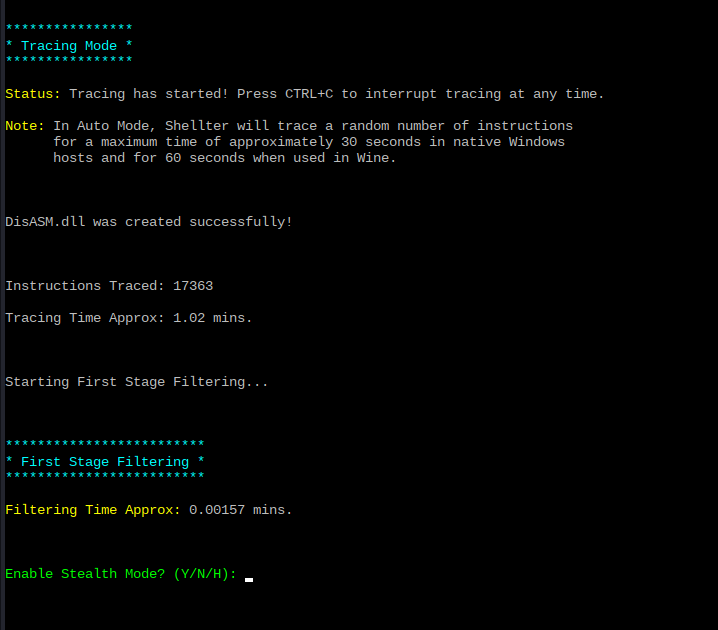 ****************
* Tracing Mode *
****************
Status: Tracing has started! Press CTRL+C to interrupt tracing at any time.
Note: In Auto Mode, Shellter will trace a random number of instructions
for a maximum time of approximately 30 seconds in native Windows
hosts and for 60 seconds when used in Wine.
DisASM.dll was created successfully!
Instructions Traced: 17363
Tracing Time Approx: 1.02 mins.
Starting First Stage Filtering...
*************************
* First Stage Filtering *
*************************
Filtering Time Approx: 0.00157 mins.
Enable Stealth Mode? (Y/N/H):